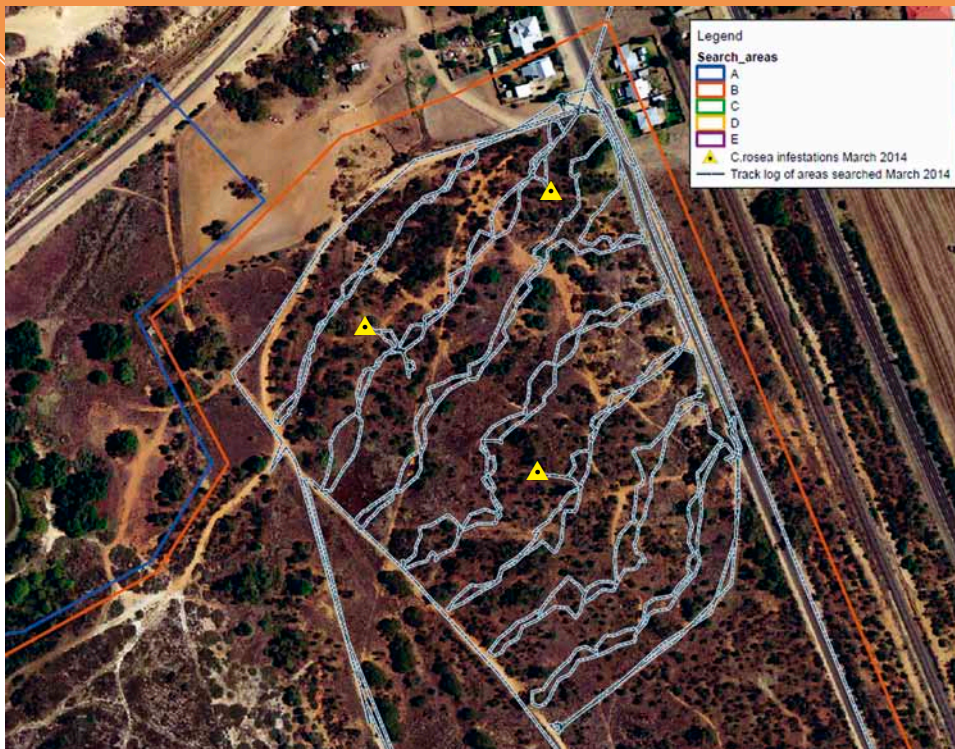 Legend
Search_areas
A
B
C
D
E
C.rosea infestations March 2014
Track log of areas searched March 2014